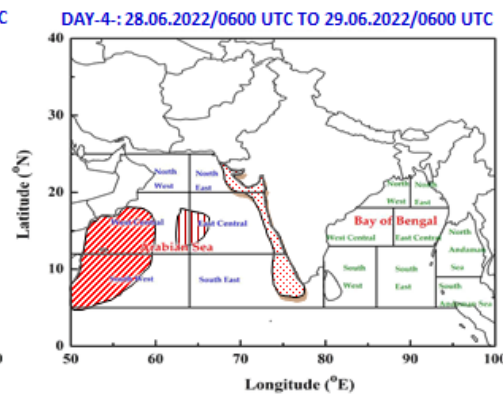 C
DAY-4-: 28.06.2022/0600 UTC TO 29.06.2022/0600 UTC
40
30
20
10
0
0
Latitude (°N)
North
West
North
East
West Central
East Central
Arabian Sea
South West
South East
North
West
North
East
Bay of Bengal
West Central
East Central
South
West
South
East
North
Andaman
Sea
South
Andaman Sea
50
60
70
80
90
100
Longitude (°E)